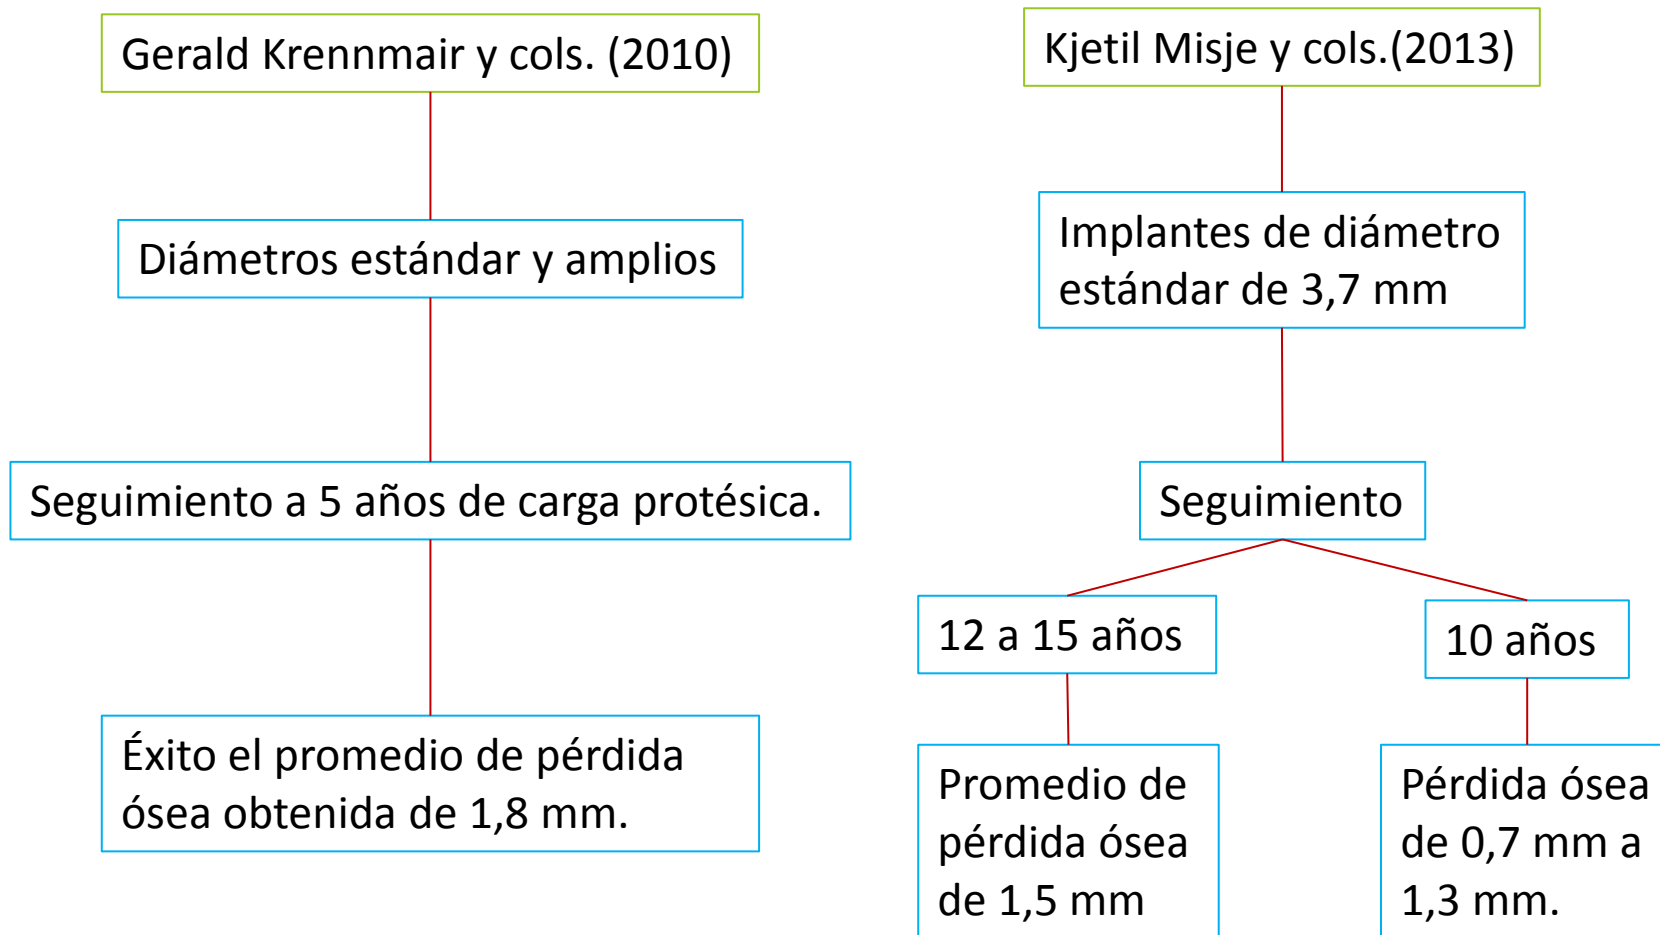 Gerald Krennmair y cols. (2010)
Diámetros estándar y amplios
Seguimiento a 5 años de carga protésica.
Éxito el promedio de pérdida
ósea obtenida de 1,8 mm.
Kjetil Misje y cols.(2013)
Implantes de diámetro
estándar de 3,7 mm
Seguimiento
12 a 15 años
Promedio de
pérdida ósea
de 1,5 mm
10 años
Pérdida ósea
de 0,7 mm a
1,3 mm.